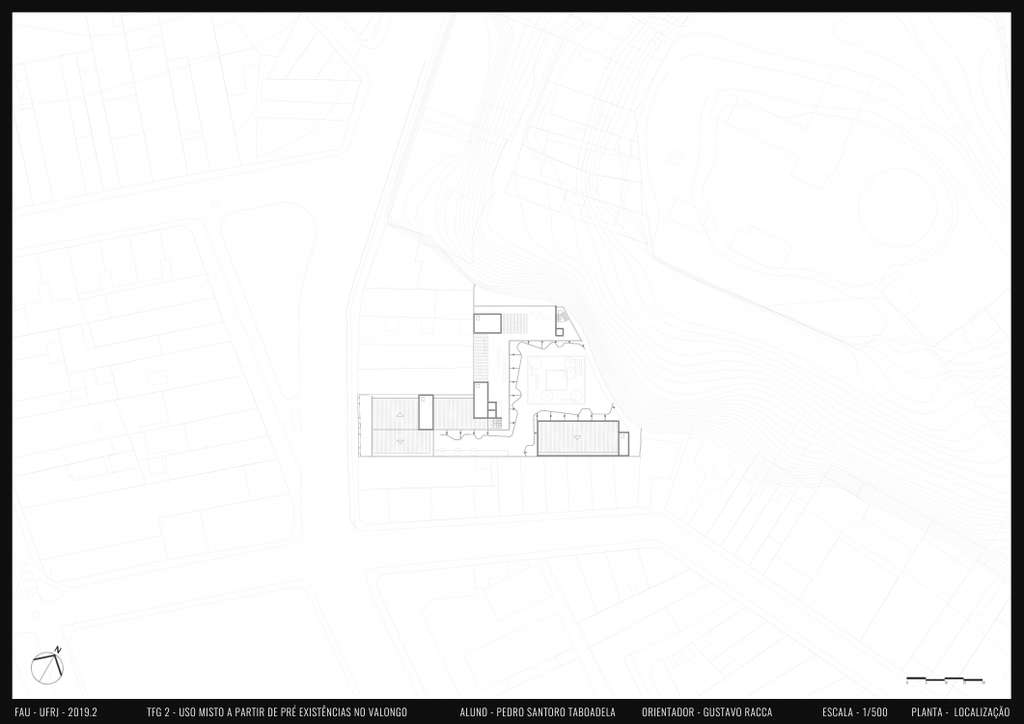 N
FAU - UFRJ - 2019.2 TFG 2 - USO MISTO A PARTIR DE PRÉ EXISTÊNCIAS NO VALONGO ALUNO - PEDRO SANTORO TABOADELA ORIENTADOR - GUSTAVO RACCA ESCALA - 1/500 PLANTA - LOCALIZAÇÃO